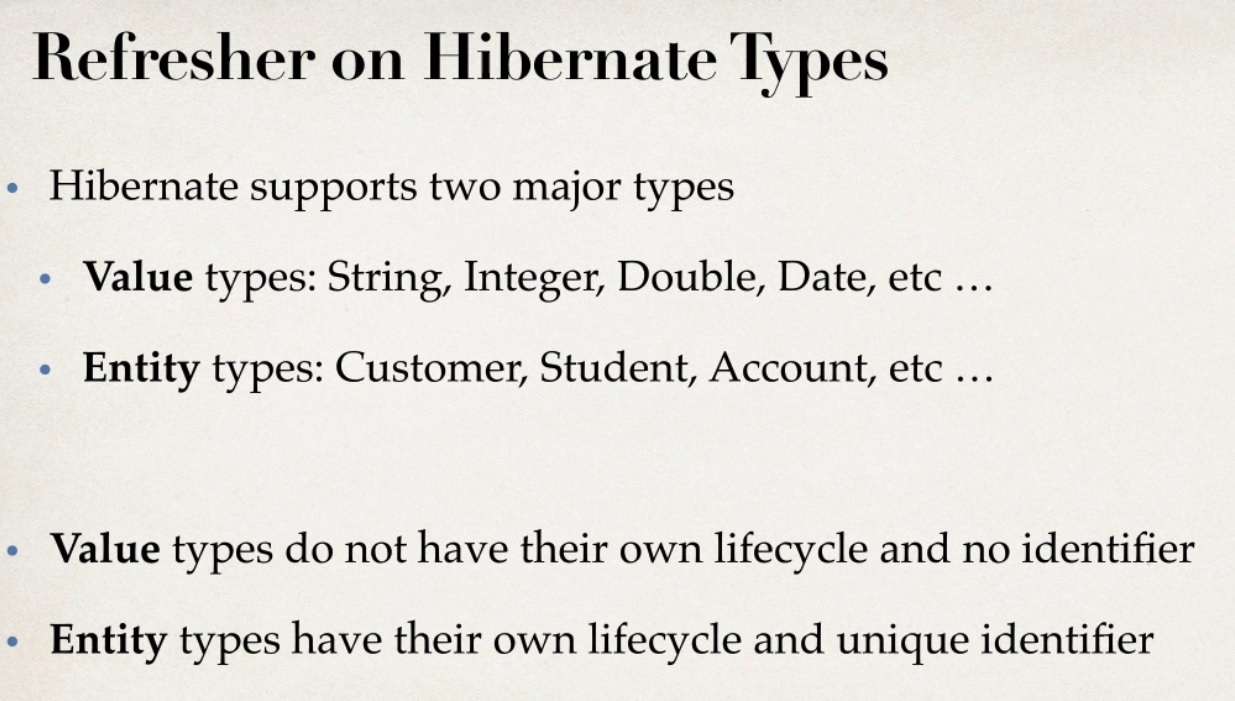 Refresher on Hibernate Types
• Hibernate supports two major types
• Value types: String, Integer, Double, Date, etc …
• Entity types: Customer, Student, Account, etc …
• Value types do not have their own lifecycle and no identifier
• Entity types have their own lifecycle and unique identifier